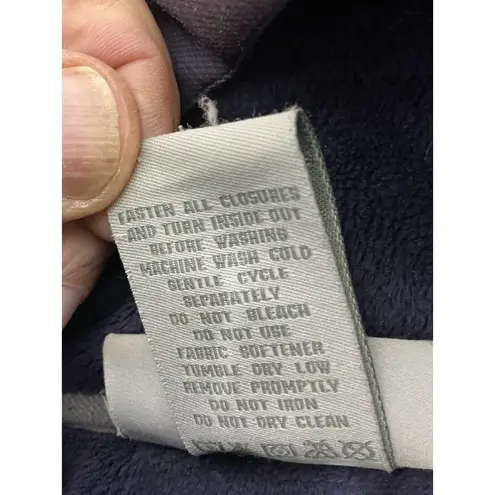 FASTEN ALL CLOSURES
AND TURN INSIDE OUT
BEFORE WASHING
MACHINE WASH COLD
GENTLE CYCLE
SEPARATELY
DO NOT BLEACH
DO NOT USE
FABRIC SOFTENER
TUMBLE DRY LOW
REMOVE PROMPTLY
DO NOT IRON
DO NOT DRY CLEAN